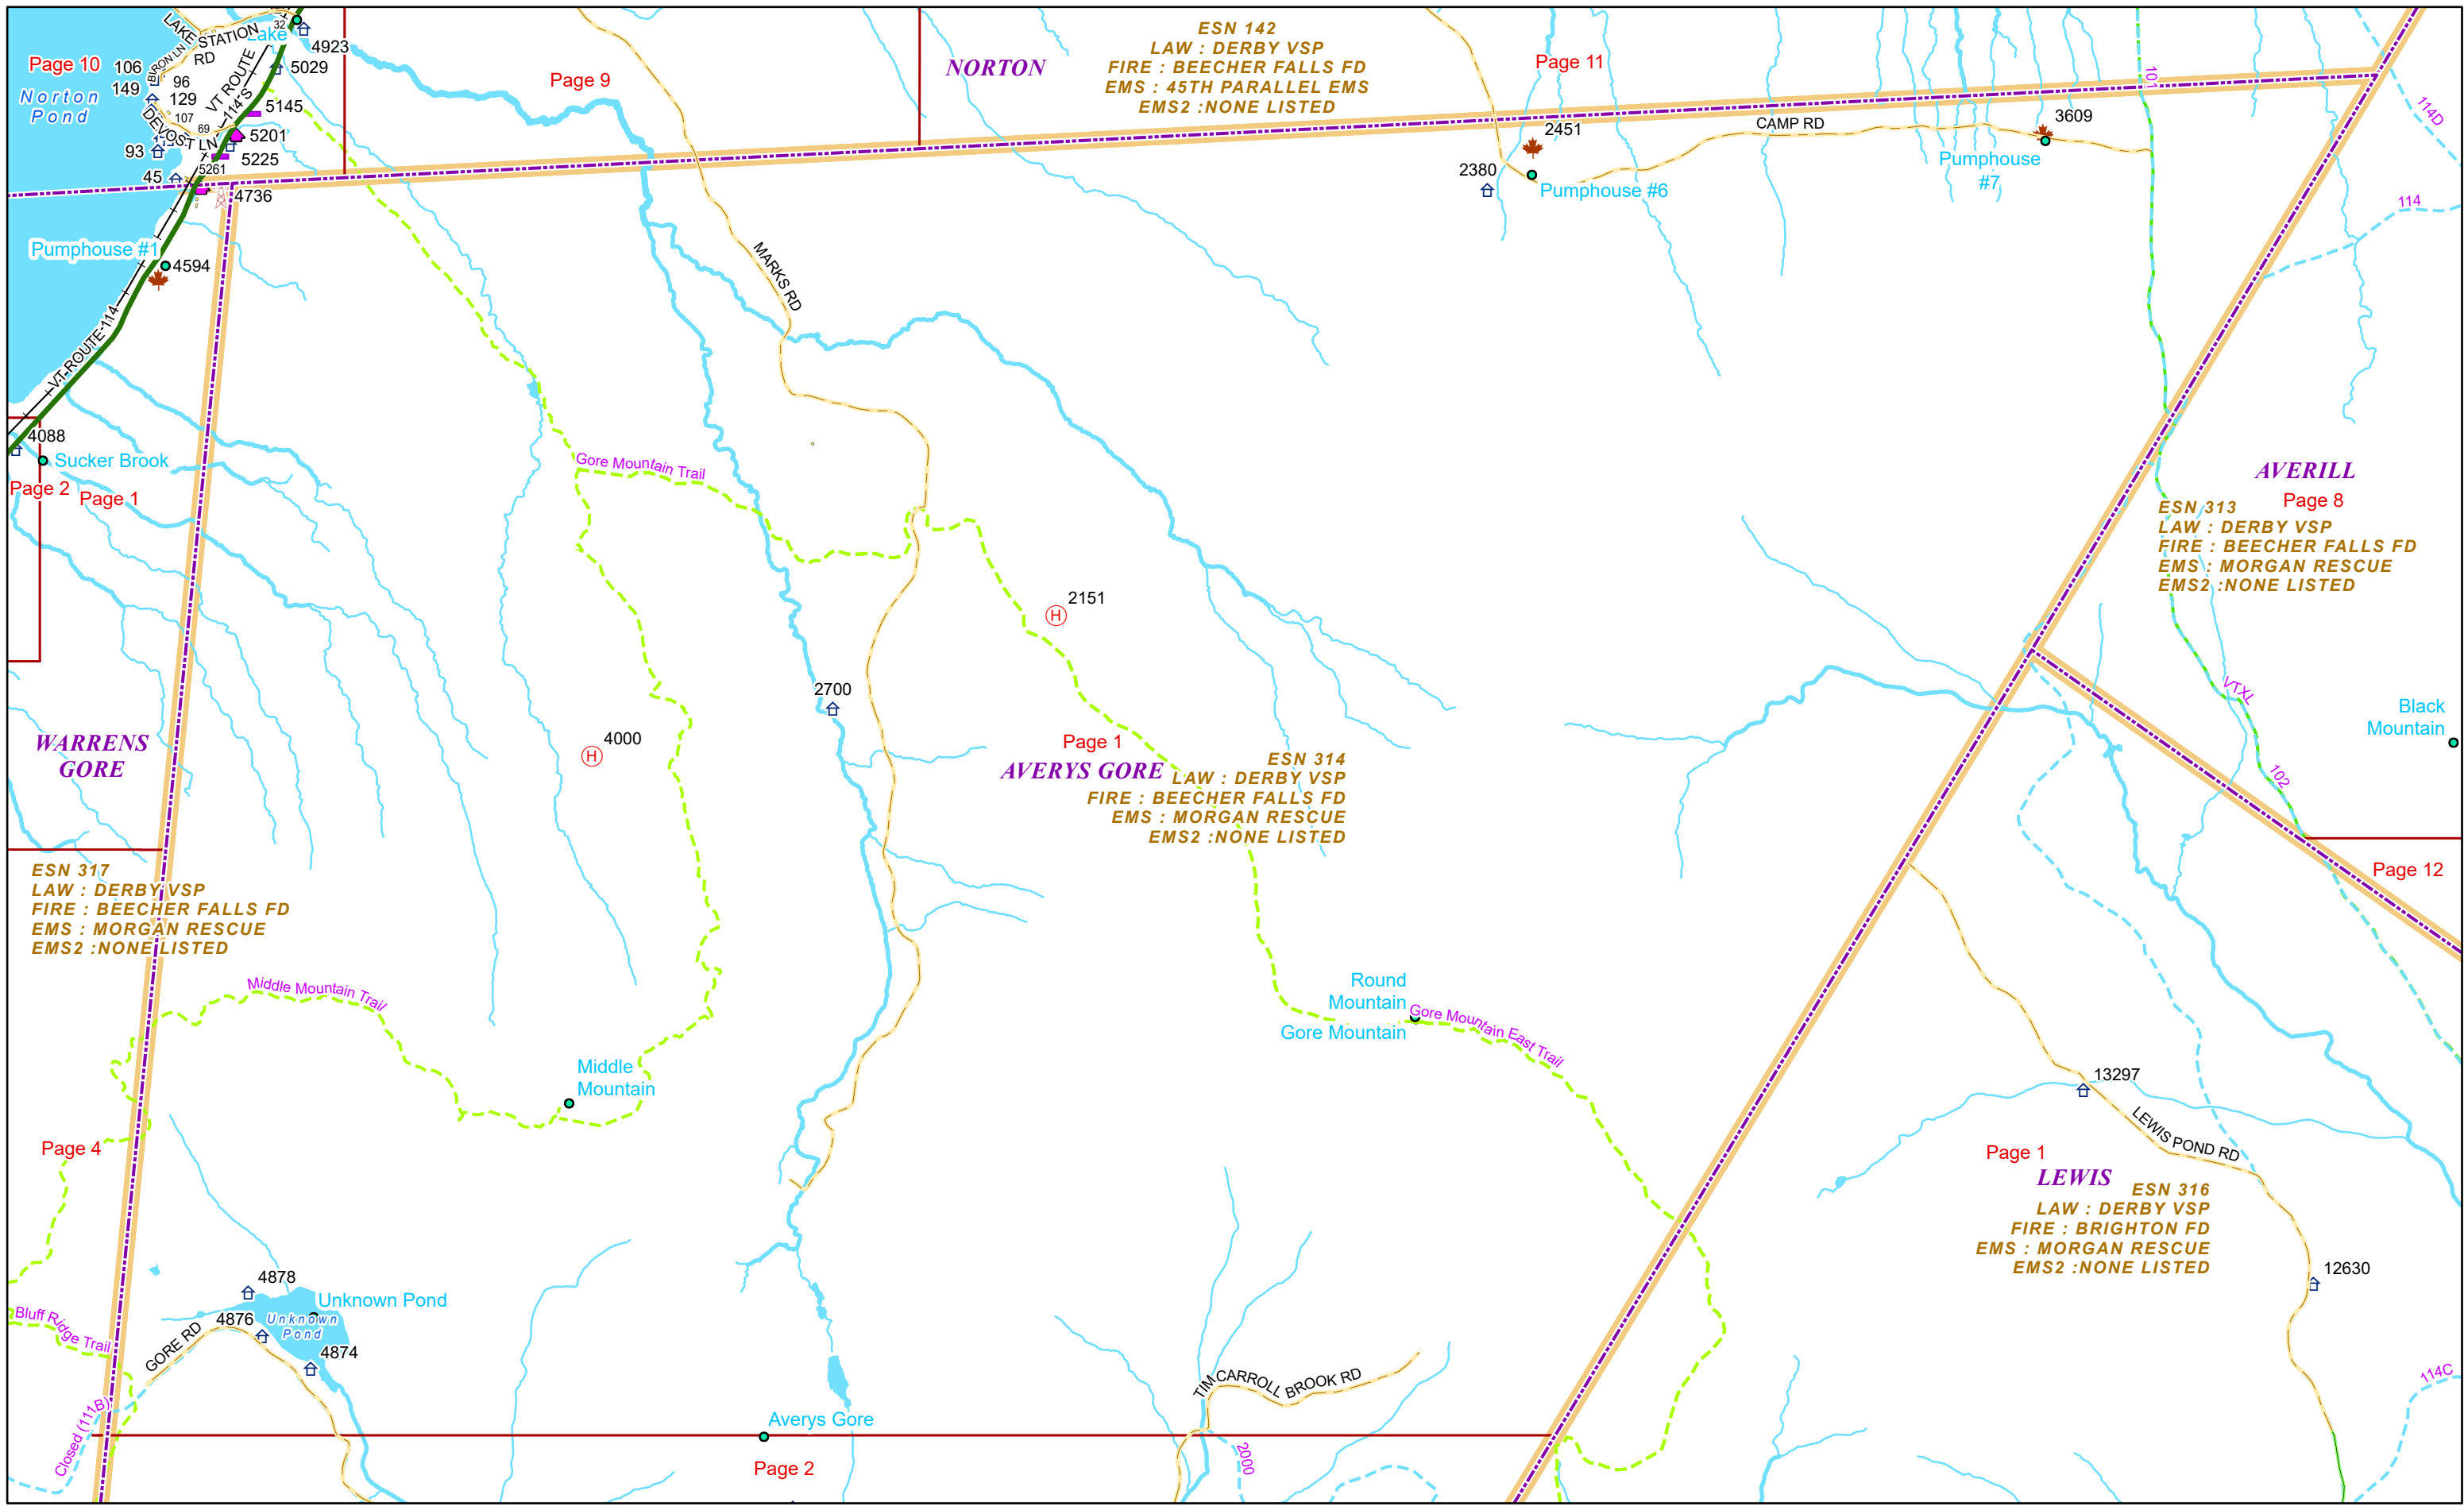 LAKE STATION RD
32
Lake
4923
5029
Page 10
Norton
Pond
106
149
BIRON LN
96
129
107
69
DEVOST LN
93
45
VT ROUTE
114 S
5145
5201
5225
5261
4736
Page 9
NORTON
ESN 142
LAW : DERBY VSP
FIRE : BEECHER FALLS FD
EMS : 45TH PARALLEL EMS
EMS2 :NONE LISTED
Page 11
2451
2380
Pumphouse #6
CAMP RD
3609
Pumphouse
#7
101
114D
114
Pumphouse #1
4594
VT ROUTE 114
MARKS RD
4088
Sucker Brook
Page 2
Page 1
Gore Mountain Trail
AVERILL
Page 8
ESN 313
LAW : DERBY VSP
FIRE : BEECHER FALLS FD
EMS : MORGAN RESCUE
EMS2 :NONE LISTED
2151
2700
4000
VTXL
102
Black
Mountain
WARRENS
GORE
Page 1
AVERYS GORE
ESN 314
LAW : DERBY VSP
FIRE : BEECHER FALLS FD
EMS : MORGAN RESCUE
EMS2 :NONE LISTED
Page 12
ESN 317
LAW : DERBY VSP
FIRE : BEECHER FALLS FD
EMS : MORGAN RESCUE
EMS2 :NONE LISTED
Middle Mountain Trail
Round
Mountain
Gore Mountain
Gore Mountain East Trail
Middle
Mountain
13297
LEWIS POND RD
Page 4
Page 1
LEWIS
ESN 316
LAW : DERBY VSP
FIRE : BRIGHTON FD
EMS : MORGAN RESCUE
EMS2 :NONE LISTED
12630
4878
Unknown Pond
4876
Unknown
Pond
4874
Bluff Ridge Trail
GORE RD
Closed (111B)
TIM CARROLL BROOK RD
114C
Averys Gore
Page 2
2000